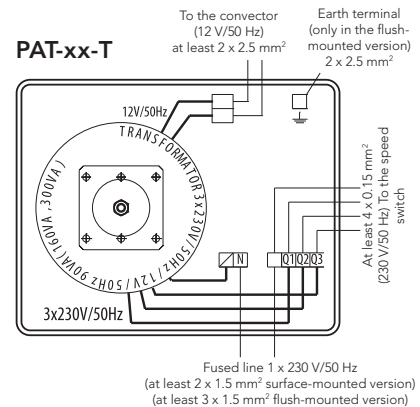 To the convector
(12 V/50 Hz)
at least 2 x 2.5 mm²
Earth terminal
(only in the flush-
mounted version)
2 x 2.5 mm²
PAT-xx-T
12V/50Hz
TRANSFORMATOR 3x230V/50Hz/12V/50Hz 90VA(160VA,300VA)
At least 4 x 0.15 mm²
(230 V/50 Hz) To the speed
switch
N
Q1 Q2 Q3
3x230V/50Hz
Fused line 1 x 230 V/50 Hz
(at least 2 x 1.5 mm² surface-mounted version)
(at least 3 x 1.5 mm² flush-mounted version)